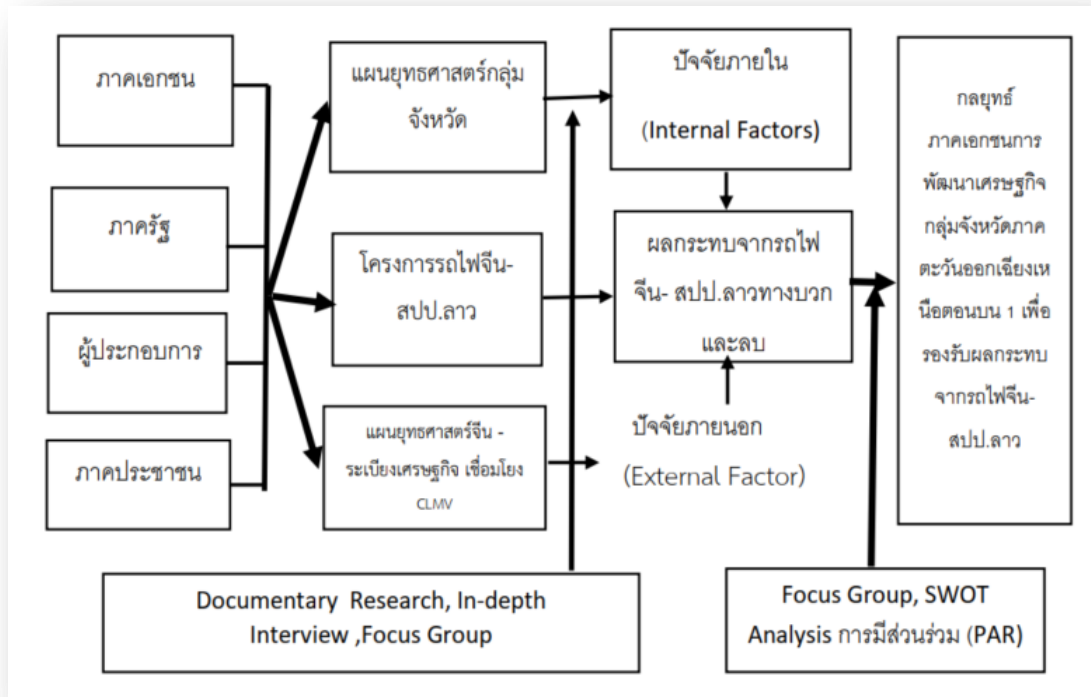 ภาคเอกชน
ภาครัฐ
ผู้ประกอบการ
ภาคประชาชน
แผนยุทธศาสตร์กลุ่ม
จังหวัด
โครงการรถไฟจีน-
สปป.ลาว
แผนยุทธศาสตร์จีน -
ระเบียงเศรษฐกิจ เชื่อมโยง
CLMV
ปัจจัยภายใน
(Internal Factors)
ผลกระทบจากรถไฟ
จีน- สปป.ลาวทางบวก
และลบ
ปัจจัยภายนอก
(External Factor)
กลยุทธ์
ภาคเอกชนการ
พัฒนาเศรษฐกิจ
กลุ่มจังหวัดภาค
ตะวันออกเฉียงเห
นือตอนบน 1 เพื่อ
รองรับผลกระทบ
จากรถไฟจีน-
สปป.ลาว
Documentary Research, In-depth
Interview ,Focus Group
Focus Group, SWOT
Analysis การมีส่วนร่วม (PAR)